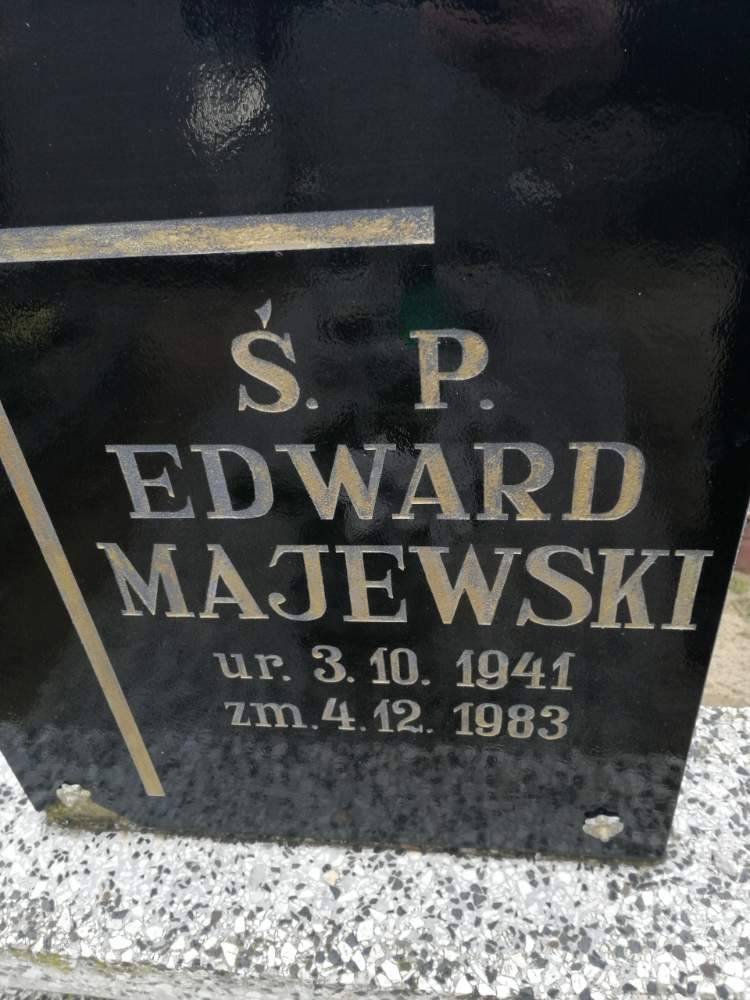 Ś. P.
EDWARD
MAJEWSKI
ur. 3. 10. 1941
zm. 4. 12. 1983